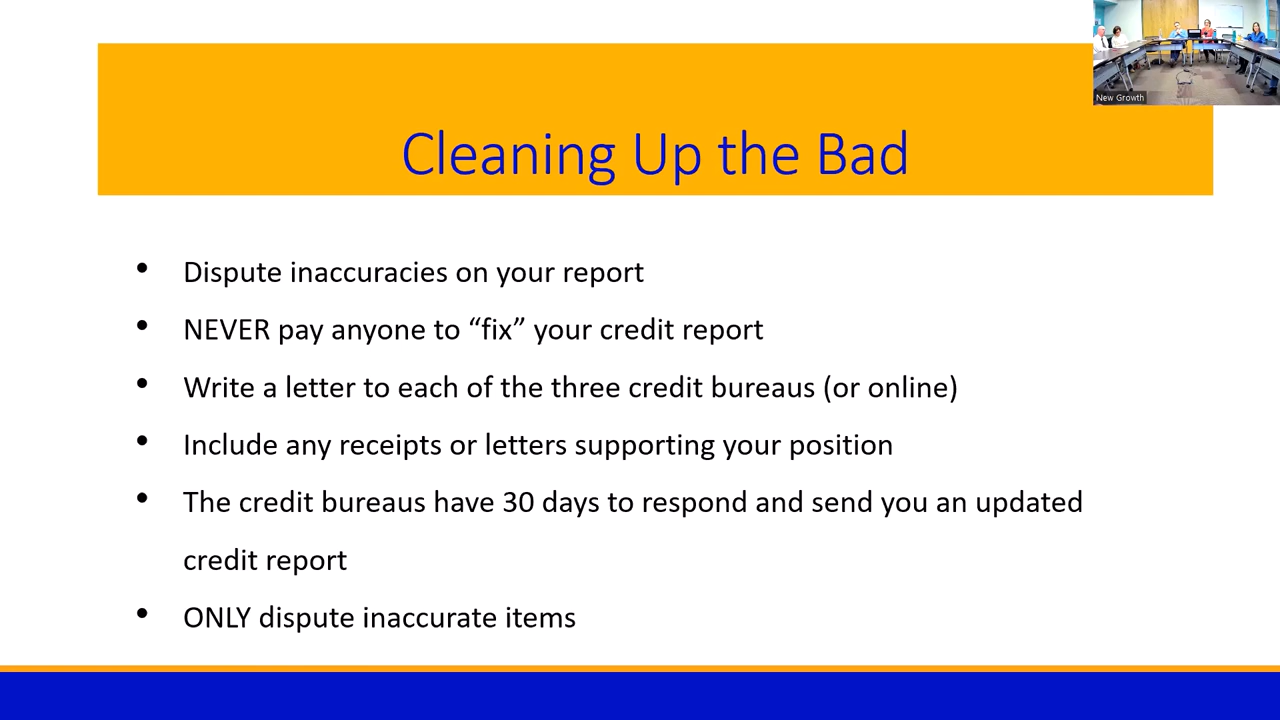 New Growth
Cleaning Up the Bad
• Dispute inaccuracies on your report
• NEVER pay anyone to “fix” your credit report
• Write a letter to each of the three credit bureaus (or online)
• Include any receipts or letters supporting your position
• The credit bureaus have 30 days to respond and send you an updated
credit report
• ONLY dispute inaccurate items